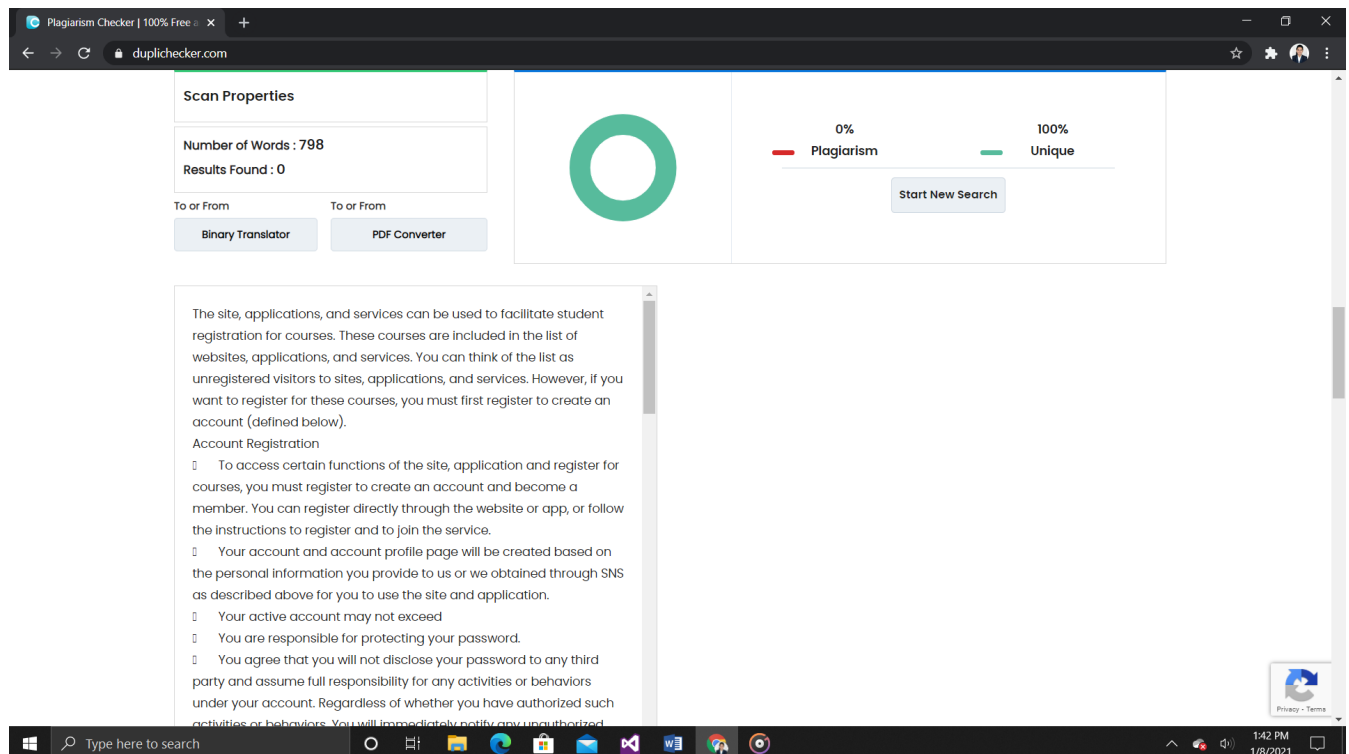 Plagiarism Checker | 100% Free a
duplichecker.com
Scan Properties
Number of Words : 798
Results Found : 0
To or From
To or From
Binary Translator
PDF Converter
0%
Plagiarism
100%
Unique
Start New Search
The site, applications, and services can be used to facilitate student
registration for courses. These courses are included in the list of
websites, applications, and services. You can think of the list as
unregistered visitors to sites, applications, and services. However, if you
want to register for these courses, you must first register to create an
account (defined below).
Account Registration
To access certain functions of the site, application and register for
courses, you must register to create an account and become a
member. You can register directly through the website or app, or follow
the instructions to register and to join the service.
Your account and account profile page will be created based on
the personal information you provide to us or we obtained through SNS
as described above for you to use the site and application.
Your active account may not exceed
You are responsible for protecting your password.
You agree that you will not disclose your password to any third
party and assume full responsibility for any activities or behaviors
under your account. Regardless of whether you have authorized such
activities or behaviors. You will immediately notify any unauthorized
Privacy - Terms
Type here to search
1:42 PM
1/8/2021